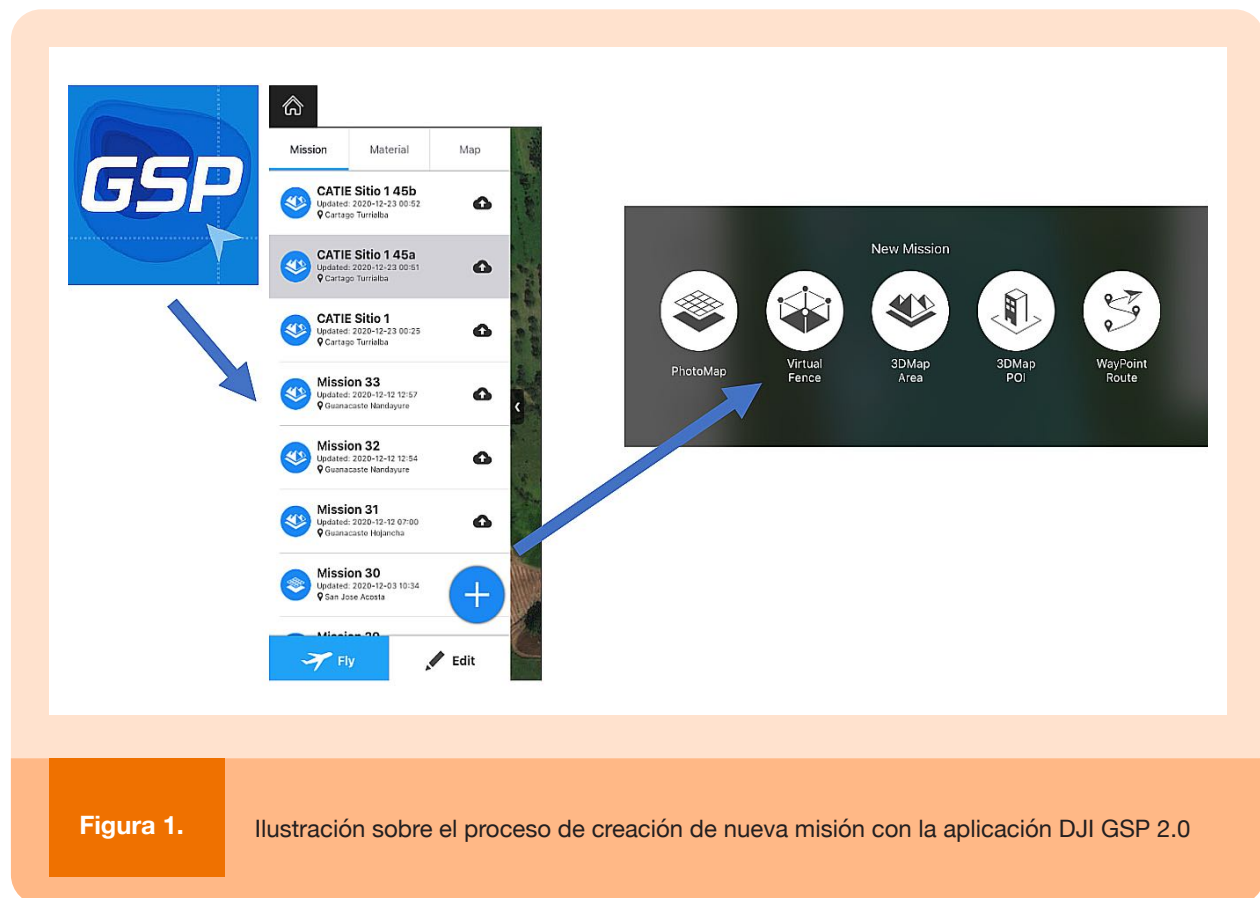 GSP
Mission Material Map
CATIE Sitio 1 45b
Updated: 2020-12-23 00:52
Cartago Turrialba
CATIE Sitio 1 45a
Updated: 2020-12-23 00:51
Cartago Turrialba
CATIE Sitio 1
Updated: 2020-12-23 00:25
Cartago Turrialba
Mission 33
Updated: 2020-12-12 12:57
Guanacaste Nandayure
Mission 32
Updated: 2020-12-12 12:54
Guanacaste Nandayure
Mission 31
Updated: 2020-12-12 07:00
Guanacaste Hojancha
Mission 30
Updated: 2020-12-03 10:34
San Jose Acosta
Fly Edit
New Mission
PhotoMap
Virtual
Fence
3DMap
Area
3DMap
POI
WayPoint
Route
Figura 1.
Ilustración sobre el proceso de creación de nueva misión con la aplicación DJI GSP 2.0